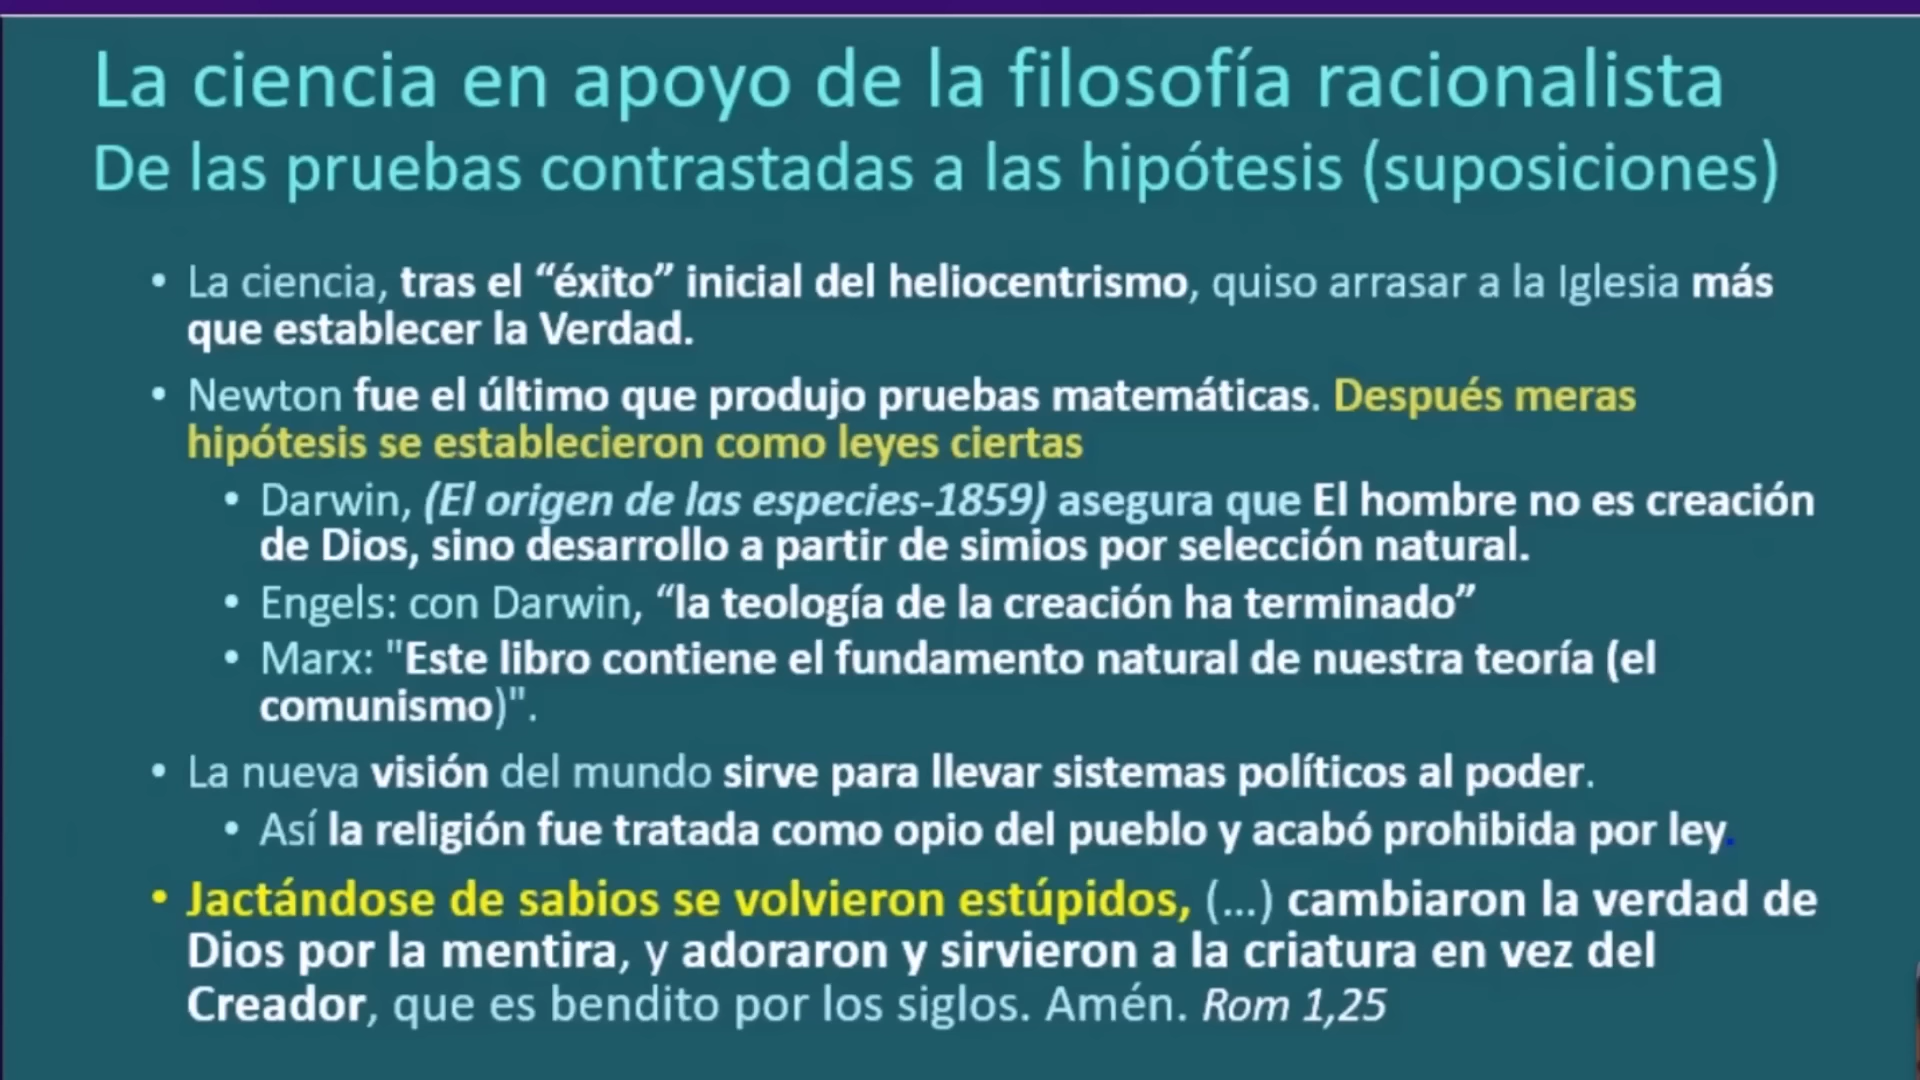 La ciencia en apoyo de la filosofía racionalista
De las pruebas contrastadas a las hipótesis (suposiciones)
• La ciencia, tras el “éxito” inicial del heliocentrismo, quiso arrasar a la Iglesia más
que establecer la Verdad.
• Newton fue el último que produjo pruebas matemáticas. Después meras
hipótesis se establecieron como leyes ciertas
• Darwin, (El origen de las especies-1859) asegura que El hombre no es creación
de Dios, sino desarrollo a partir de simios por selección natural.
• Engels: con Darwin, “la teología de la creación ha terminado”
• Marx: "Este libro contiene el fundamento natural de nuestra teoría (el
comunismo)".
• La nueva visión del mundo sirve para llevar sistemas políticos al poder.
• Así la religión fue tratada como opio del pueblo y acabó prohibida por ley.
• Jactándose de sabios se volvieron estúpidos, (...) cambiaron la verdad de
Dios por la mentira, y adoraron y sirvieron a la criatura en vez del
Creador, que es bendito por los siglos. Amén. Rom 1,25